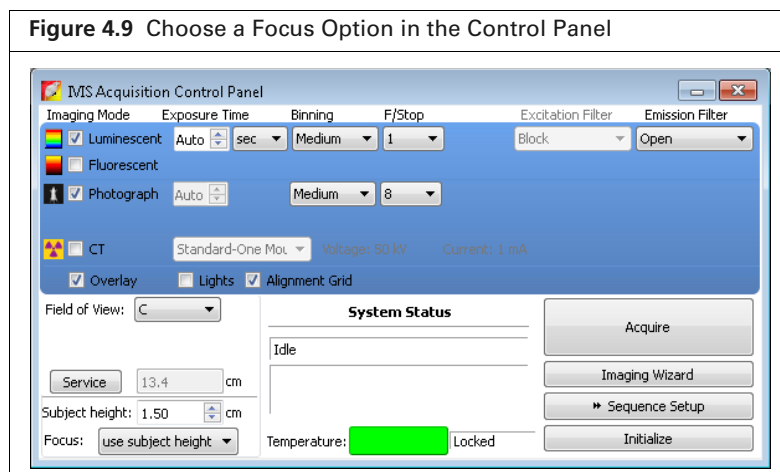 Figure 4.9 Choose a Focus Option in the Control Panel
IVIS Acquisition Control Panel
Imaging Mode Exposure Time Binning F/Stop Excitation Filter Emission Filter
Luminescent Auto sec Medium 1 Block Open
Fluorescent
Photograph Auto Medium 8
CT Standard-One Mou Voltage: 50 kV Current: 1 mA
Overlay Lights Alignment Grid
Field of View: C
System Status
Acquire
Idle
Service 13.4 cm
Imaging Wizard
Subject height: 1.50 cm
Sequence Setup
Focus: use subject height
Temperature: Locked
Initialize